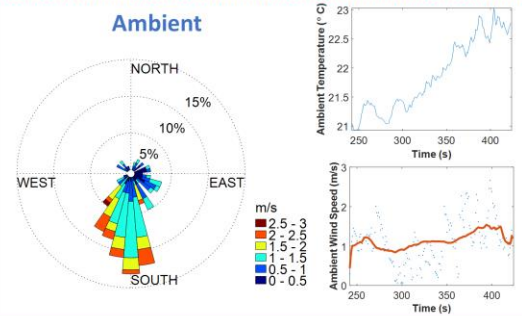 Ambient
NORTH
15%
10%
5%
WEST
EAST
SOUTH
m/s
2.5 - 3
2 - 2.5
1.5 - 2
1 - 1.5
0.5 - 1
0 - 0.5
Ambient Temperature (° C)
23
22.5
22
21.5
21
250
300
350
400
Time (s)
Ambient Wind Speed (m/s)
3
2
1
0
250
300
350
400
Time (s)